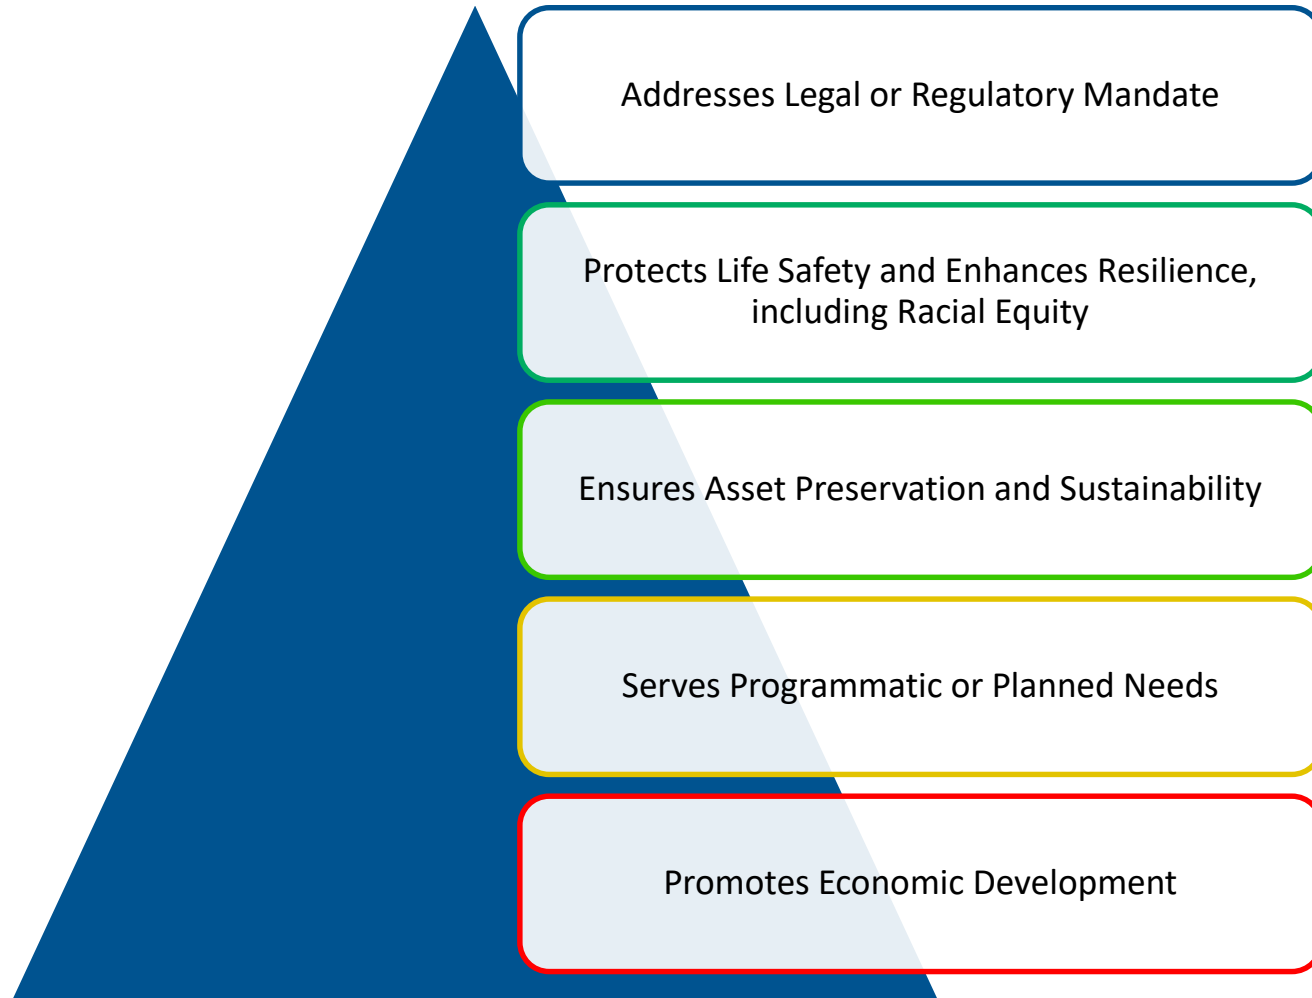 Addresses Legal or Regulatory Mandate
Protects Life Safety and Enhances Resilience,
including Racial Equity
Ensures Asset Preservation and Sustainability
Serves Programmatic or Planned Needs
Promotes Economic Development